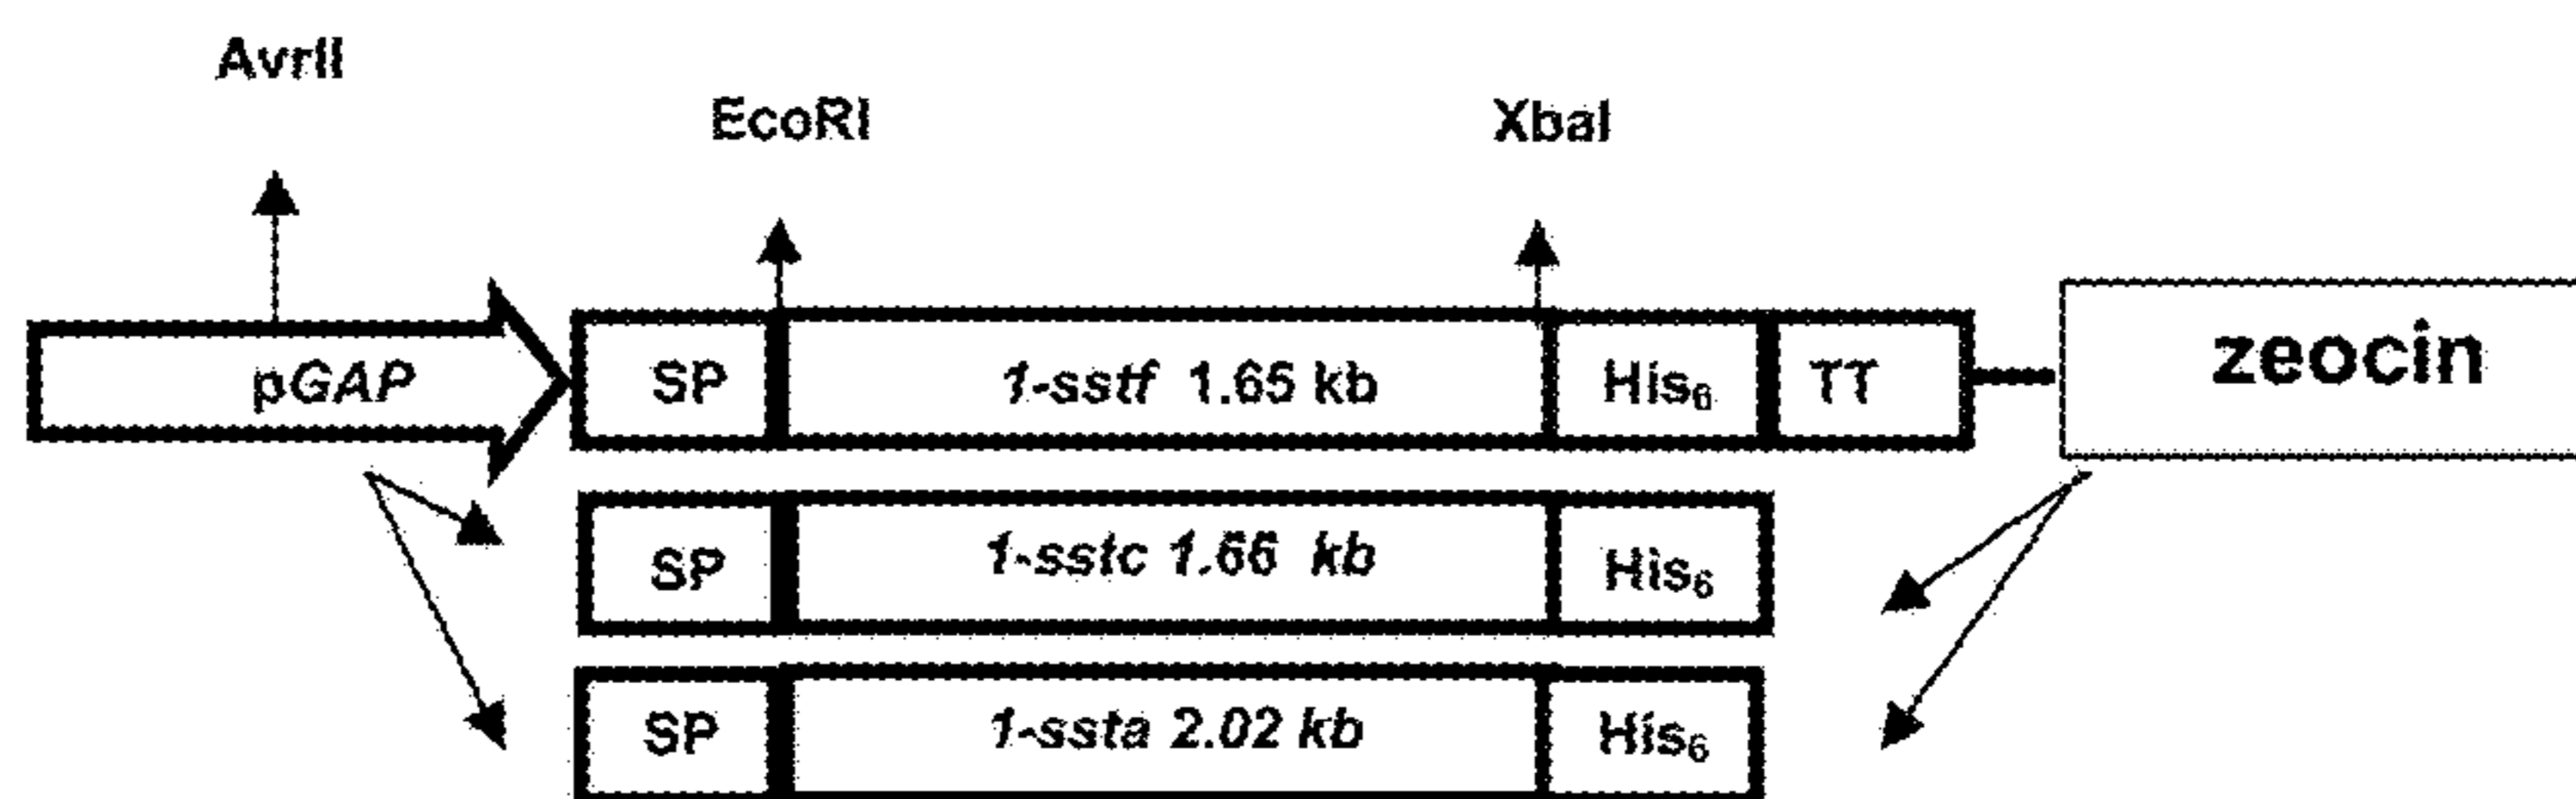 AvrII
EcoRI
XbaI
pGAP SP 1-sstf 1.65 kb His₆ TT zeocin
SP 1-sstc 1.66 kb His₆
SP 1-ssta 2.02 kb His₆